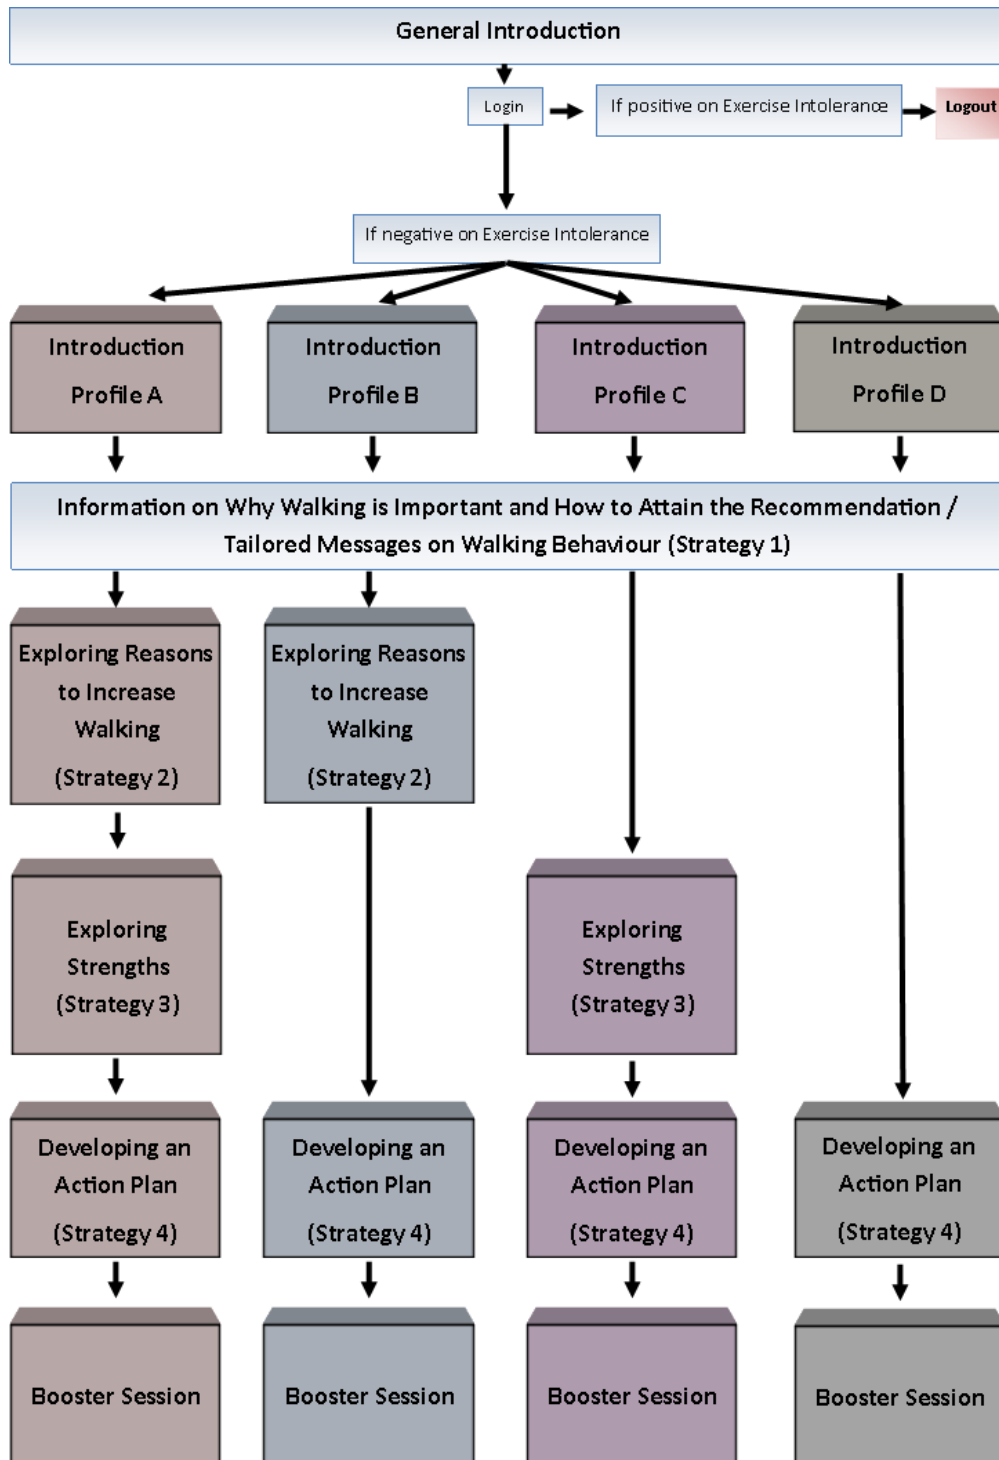 General Introduction
Login
If positive on Exercise Intolerance
Logout
If negative on Exercise Intolerance
Introduction
Profile A
Introduction
Profile B
Introduction
Profile C
Introduction
Profile D
Information on Why Walking is Important and How to Attain the Recommendation /
Tailored Messages on Walking Behaviour (Strategy 1)
Exploring Reasons
to Increase
Walking
(Strategy 2)
Exploring Reasons
to Increase
Walking
(Strategy 2)
Exploring
Strengths
(Strategy 3)
Exploring
Strengths
(Strategy 3)
Developing an
Action Plan
(Strategy 4)
Developing an
Action Plan
(Strategy 4)
Developing an
Action Plan
(Strategy 4)
Developing an
Action Plan
(Strategy 4)
Booster Session
Booster Session
Booster Session
Booster Session